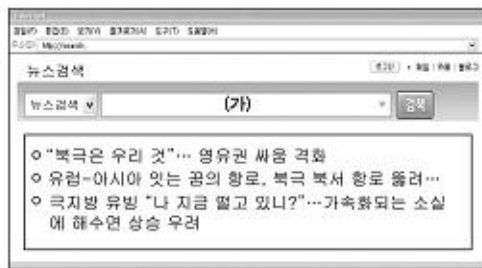 뉴스검색
로그인
뉴스검색
(가)
검색
“북극은 우리 것”… 영유권 싸움 격화
유럽-아시아 잇는 꿈의 항로, 북극 북서 항로 뚫려…
극지방 유빙 “나 지금 떨고 있니?”…가속화되는 소실
에 해수면 상승 우려